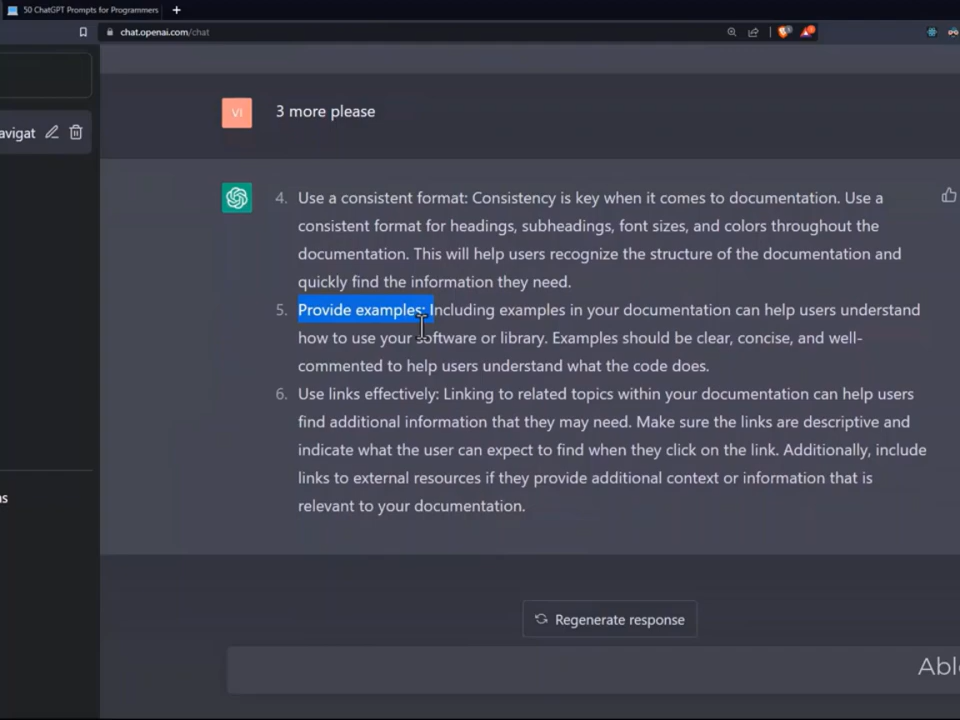 50 ChatGPT Prompts for Programmers
chat.openai.com/chat
VI
3 more please
avigat
4. Use a consistent format: Consistency is key when it comes to documentation. Use a
consistent format for headings, subheadings, font sizes, and colors throughout the
documentation. This will help users recognize the structure of the documentation and
quickly find the information they need.
5. Provide examples: Including examples in your documentation can help users understand
how to use your software or library. Examples should be clear, concise, and well-
commented to help users understand what the code does.
6. Use links effectively: Linking to related topics within your documentation can help users
find additional information that they may need. Make sure the links are descriptive and
indicate what the user can expect to find when they click on the link. Additionally, include
links to external resources if they provide additional context or information that is
relevant to your documentation.
ns
Regenerate response
Abl